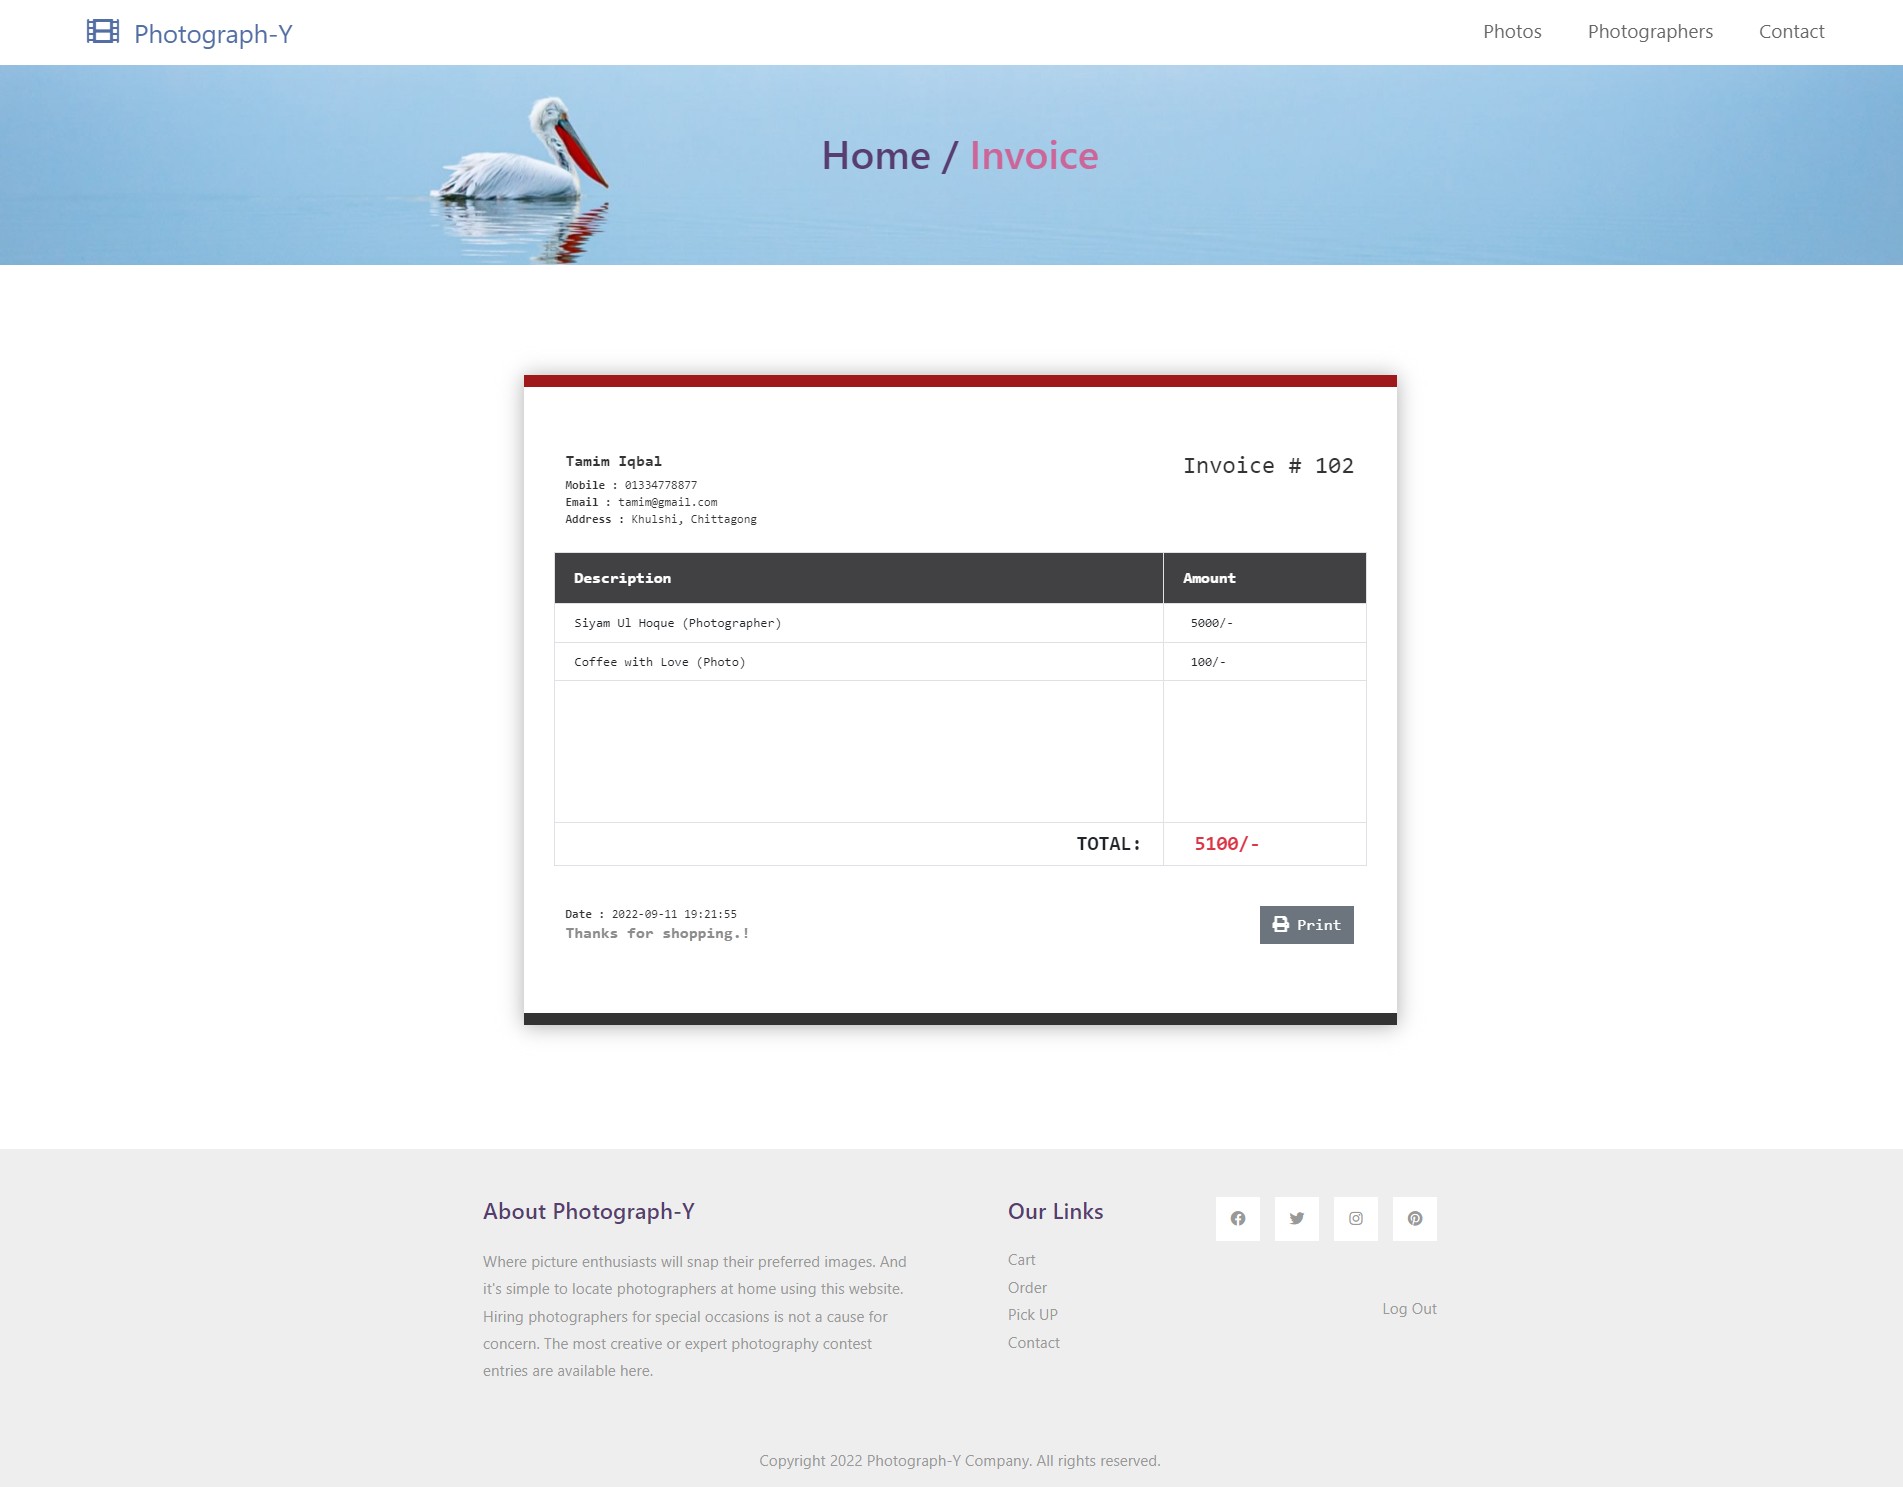 Photograph-Y
Photos Photographers Contact
Home / Invoice
Tamim Iqbal
Invoice # 102
Mobile : 01334778877
Email : tamim@gmail.com
Address : Khulshi, Chittagong
Description Amount
Siyam Ul Hoque (Photographer) 5000/-
Coffee with Love (Photo) 100/-
TOTAL: 5100/-
Date : 2022-09-11 19:21:55
Thanks for shopping.!
Print
About Photograph-Y
Where picture enthusiasts will snap their preferred images. And
it's simple to locate photographers at home using this website.
Hiring photographers for special occasions is not a cause for
concern. The most creative or expert photography contest
entries are available here.
Our Links
Cart
Order
Pick UP
Contact
Log Out
Copyright 2022 Photograph-Y Company. All rights reserved.